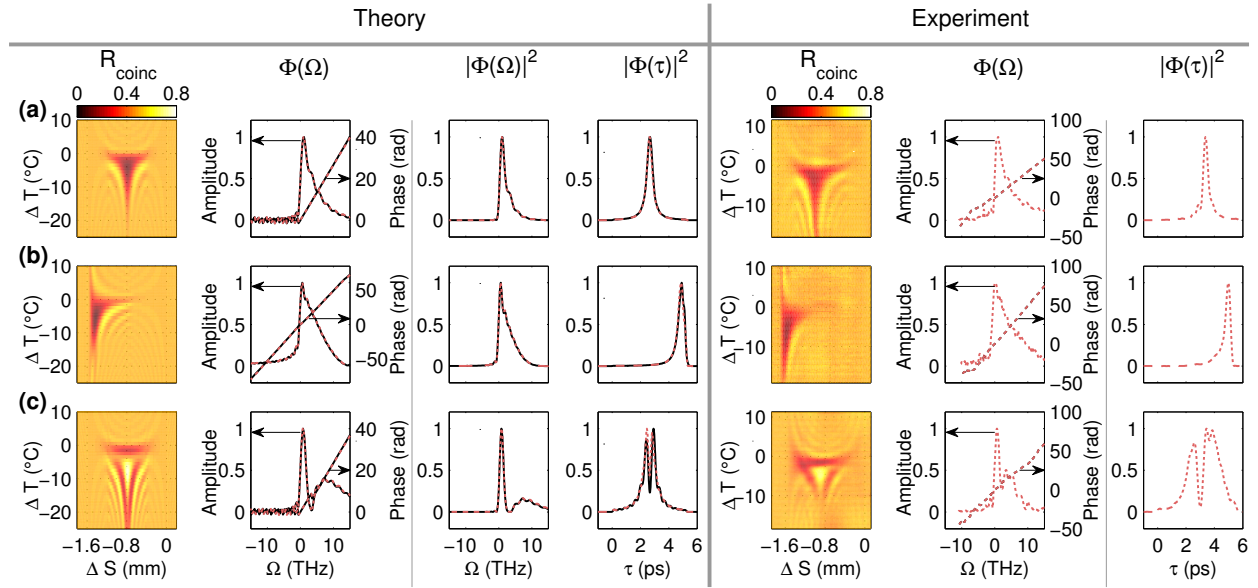 Theory Experiment
R_coinc Φ(Ω) |Φ(Ω)|² |Φ(τ)|² R_coinc Φ(Ω) |Φ(τ)|²
0 0.4 0.8 0 0.4 0.8
(a)
10 0 −10 −20
Δ T_I (°C)
1 0.5 0
Amplitude
40 20 0
Phase (rad)
1 0.5 0
1 0.5 0
10 0 −10
Δ_I T (°C)
1 0.5 0
Amplitude
100 50 0 −50
Phase (rad)
1 0.5 0
(b)
10 0 −10 −20
Δ T_I (°C)
1 0.5 0
Amplitude
50 0 −50
Phase (rad)
1 0.5 0
1 0.5 0
10 0 −10
Δ_I T (°C)
1 0.5 0
Amplitude
100 50 0 −50
Phase (rad)
1 0.5 0
(c)
10 0 −10 −20
Δ T_I (°C)
1 0.5 0
Amplitude
40 20 0
Phase (rad)
1 0.5 0
1 0.5 0
10 0 −10
Δ_I T (°C)
1 0.5 0
Amplitude
100 50 0 −50
Phase (rad)
1 0.5 0
−1.6 −0.8 0 −10 0 10 −10 0 10 0 2 4 6 −1.6 −0.8 0 −10 0 10 0 2 4 6
Δ S (mm) Ω (THz) Ω (THz) τ (ps) Δ S (mm) Ω (THz) τ (ps)